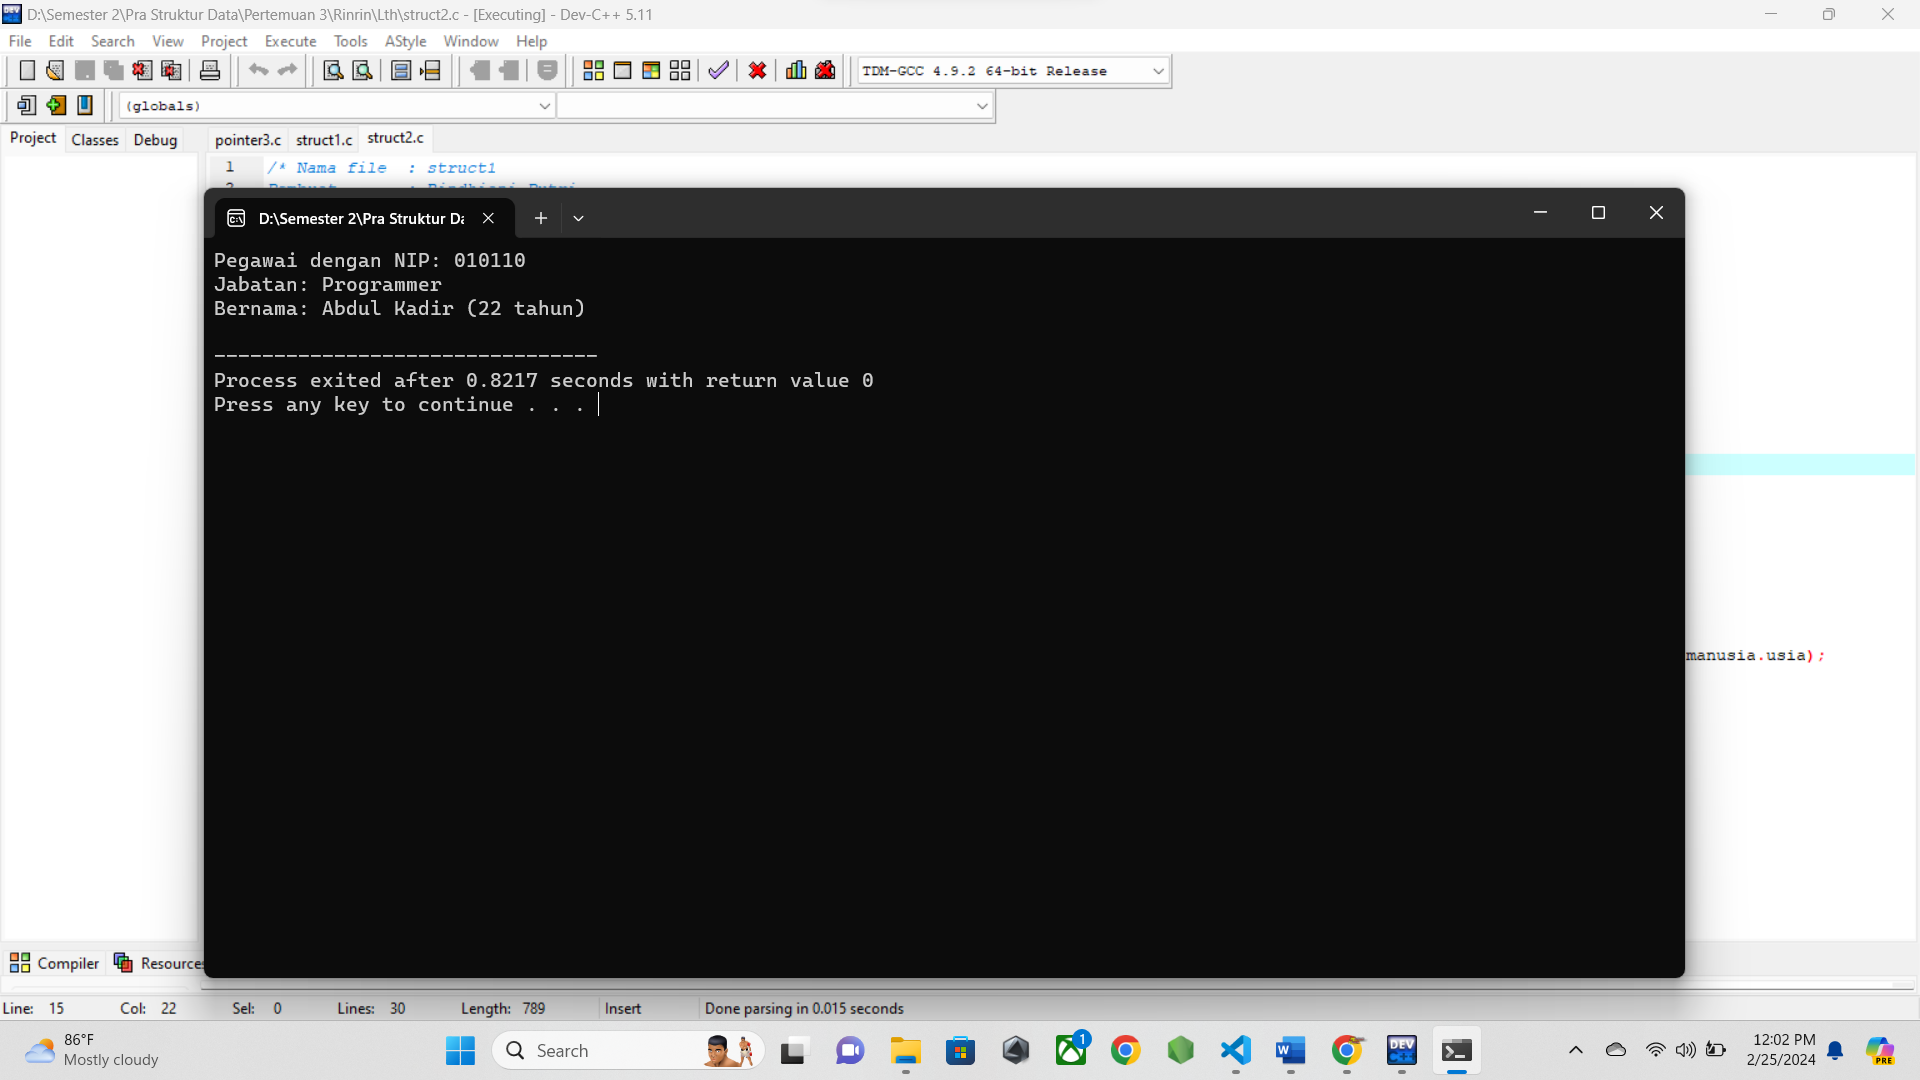 D:\Semester 2\Pra Struktur Data\Pertemuan 3\Rinrin\Lth\struct2.c - [Executing] - Dev-C++ 5.11
File Edit Search View Project Execute Tools AStyle Window Help
TDM-GCC 4.9.2 64-bit Release
(globals)
Project Classes Debug pointer3.c struct1.c struct2.c
1 /* Nama file : struct1
D:\Semester 2\Pra Struktur Da
Pegawai dengan NIP: 010110
Jabatan: Programmer
Bernama: Abdul Kadir (22 tahun)
--------------------------------
Process exited after 0.8217 seconds with return value 0
Press any key to continue . . .
manusia.usia);
Compiler Resources
Line: 15 Col: 22 Sel: 0 Lines: 30 Length: 789 Insert Done parsing in 0.015 seconds
86°F
Mostly cloudy
Search
1
DEV C++
12:02 PM
2/25/2024
PRE